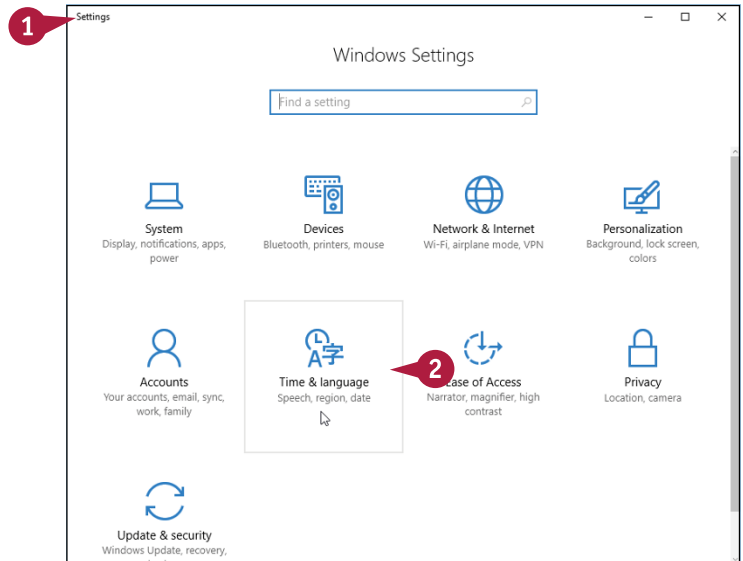 1
Settings
Windows Settings
Find a setting
System
Display, notifications, apps,
power
Devices
Bluetooth, printers, mouse
Network & Internet
Wi-Fi, airplane mode, VPN
Personalization
Background, lock screen,
colors
Accounts
Your accounts, email, sync,
work, family
Time & language
Speech, region, date
2
Ease of Access
Narrator, magnifier, high
contrast
Privacy
Location, camera
Update & security
Windows Update, recovery,